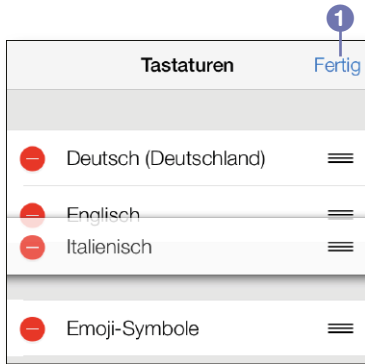 1
Tastaturen Fertig
Deutsch (Deutschland)
Englisch
Italienisch
Emoji-Symbole